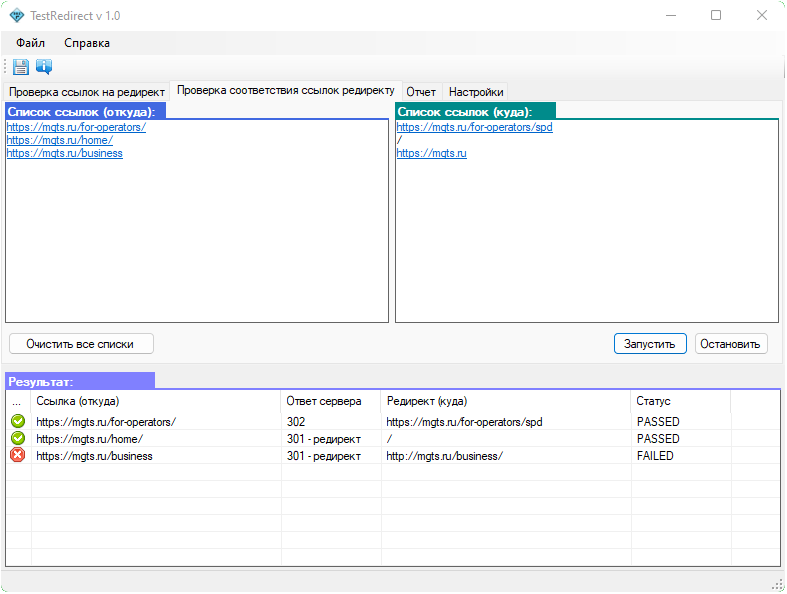 TestRedirect v 1.0
Файл Справка
Проверка ссылок на редирект Проверка соответствия ссылок редиректу Отчет Настройки
Список ссылок (откуда): Список ссылок (куда):
https://mgts.ru/for-operators/ https://mgts.ru/for-operators/spd
https://mgts.ru/home/ /
https://mgts.ru/business https://mgts.ru
Очистить все списки Запустить Остановить
Результат:
... Ссылка (откуда) Ответ сервера Редирект (куда) Статус
https://mgts.ru/for-operators/ 302 https://mgts.ru/for-operators/spd PASSED
https://mgts.ru/home/ 301 - редирект / PASSED
https://mgts.ru/business 301 - редирект http://mgts.ru/business/ FAILED